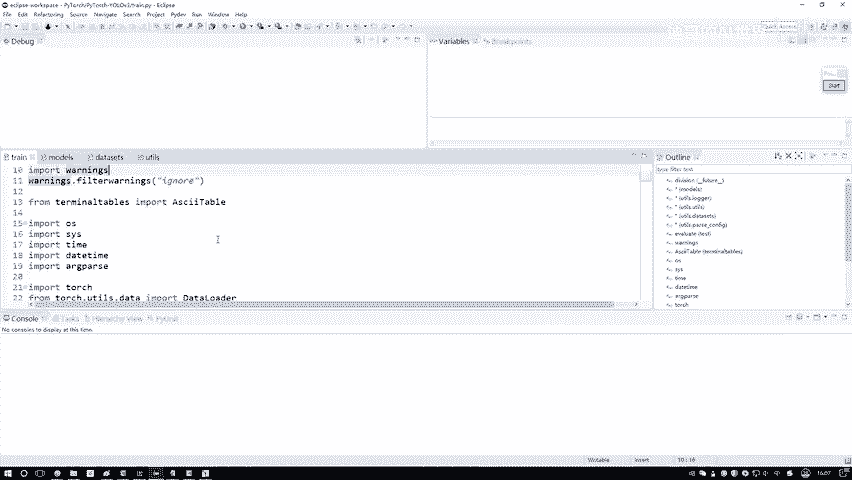 eclipse-workspace - PyTorch/PyTorch-YOLOv3/train.py - Eclipse
File Edit Refactoring Source Navigate Search Project Pydev Run Window Help
Debug
Variables Breakpoints
Start
train models datasets utils
10 import warnings
11 warnings.filterwarnings("ignore")
12
13 from terminaltables import AsciiTable
14
15 import os
16 import sys
17 import time
18 import datetime
19 import argparse
20
21 import torch
22 from torch.utils.data import DataLoader
Outline
type filter text
division (__future__)
* (models)
* (utils.logger)
* (utils.utils)
* (utils.datasets)
* (utils.parse_config)
evaluate (test)
warnings
AsciiTable (terminaltables)
os
sys
time
datetime
argparse
torch
Console Tasks Hierarchy View PyUnit
No consoles to display at this time.
Writable Insert 10 : 16
16:07